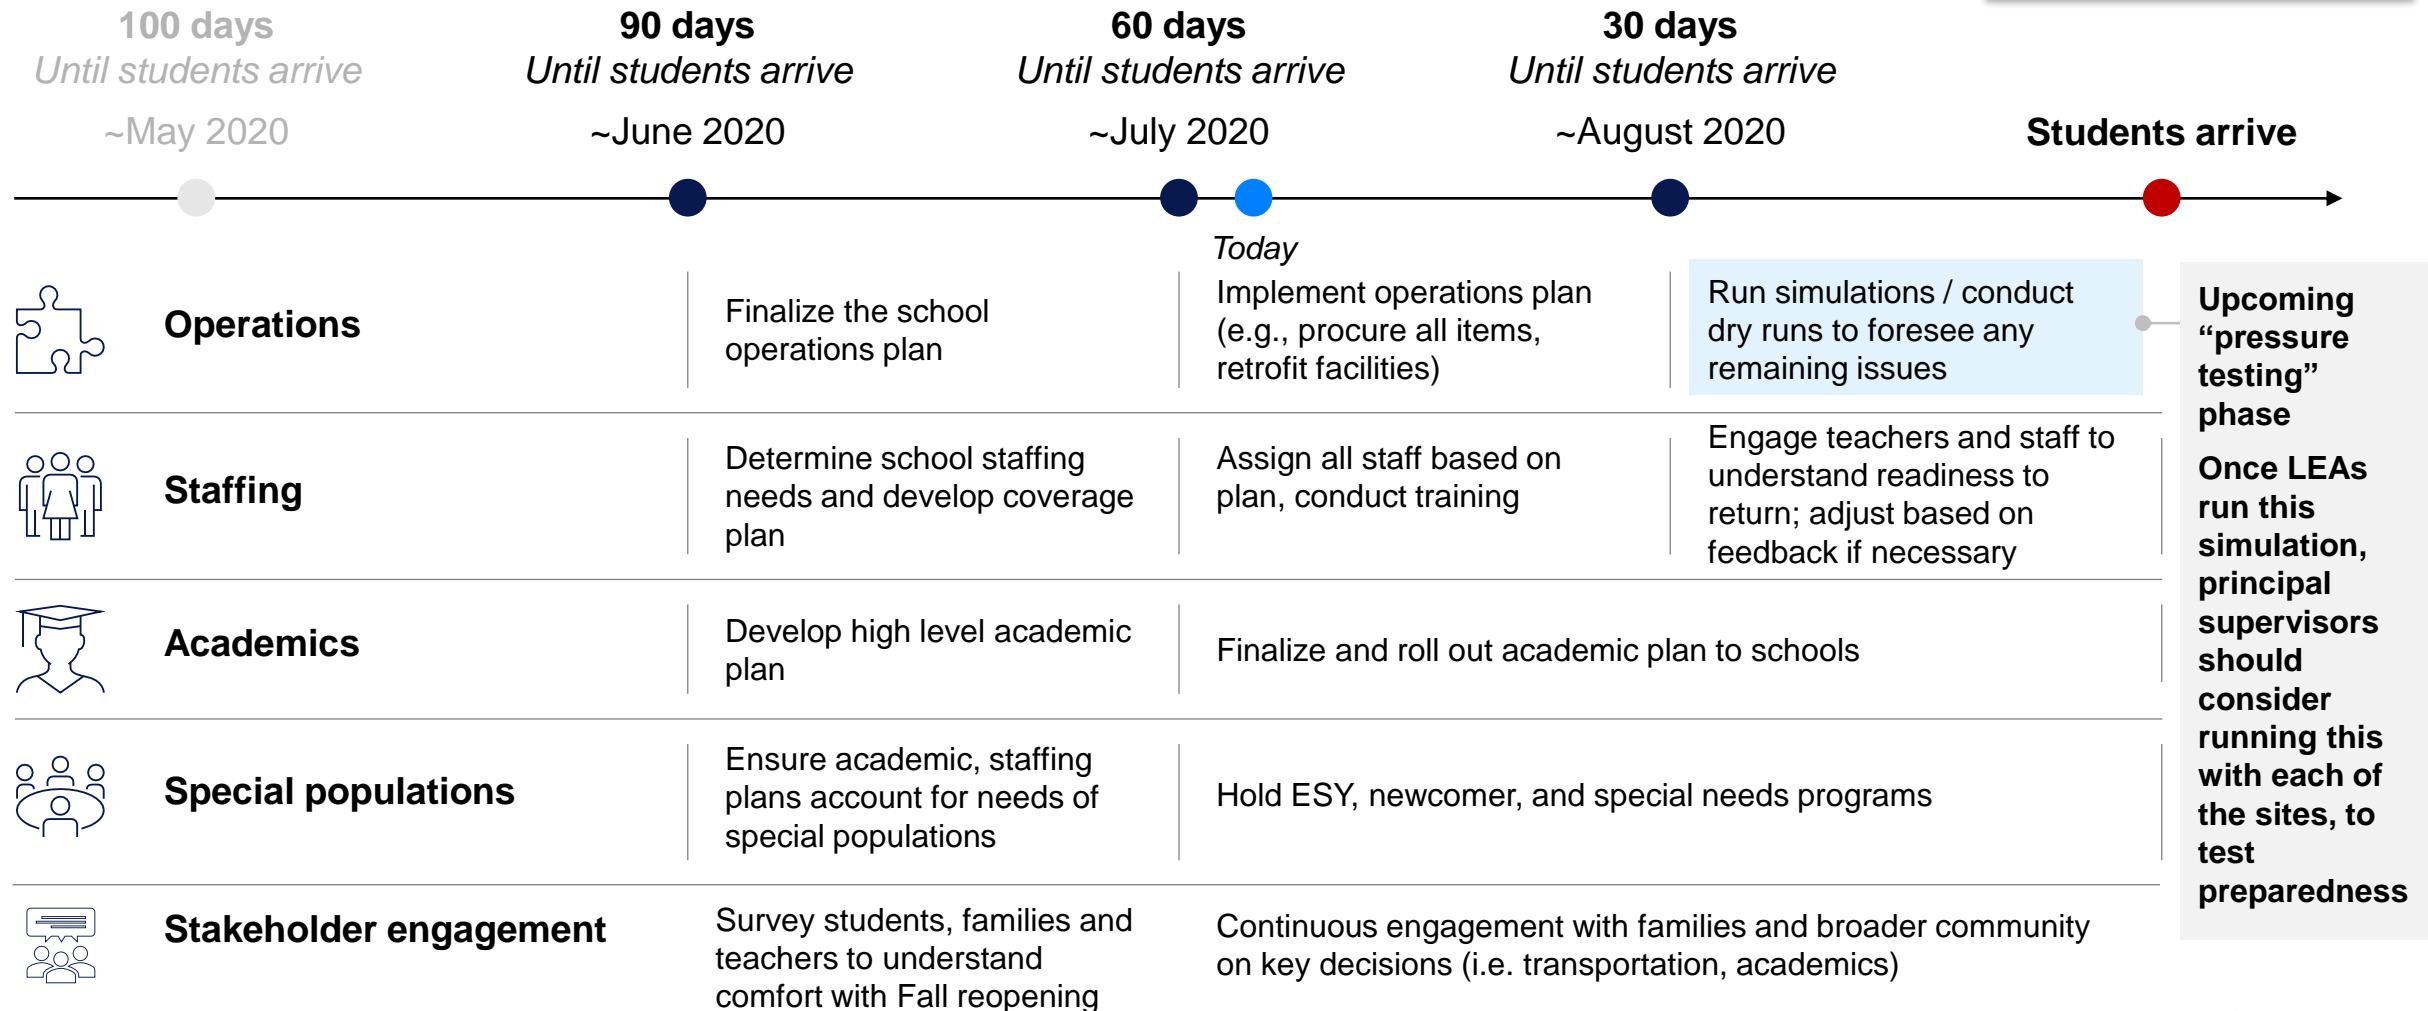 100 days
Until students arrive
~May 2020
90 days
Until students arrive
~June 2020
60 days
Until students arrive
~July 2020
30 days
Until students arrive
~August 2020
Students arrive
Today
Operations
Finalize the school
operations plan
Implement operations plan
(e.g., procure all items,
retrofit facilities)
Run simulations / conduct
dry runs to foresee any
remaining issues
Staffing
Determine school staffing
needs and develop coverage
plan
Assign all staff based on
plan, conduct training
Engage teachers and staff to
understand readiness to
return; adjust based on
feedback if necessary
Academics
Develop high level academic
plan
Finalize and roll out academic plan to schools
Special populations
Ensure academic, staffing
plans account for needs of
special populations
Hold ESY, newcomer, and special needs programs
Stakeholder engagement
Survey students, families and
teachers to understand
comfort with Fall reopening
Continuous engagement with families and broader community
on key decisions (i.e. transportation, academics)
Upcoming
“pressure
testing”
phase
Once LEAs
run this
simulation,
principal
supervisors
should
consider
running this
with each of
the sites, to
test
preparedness